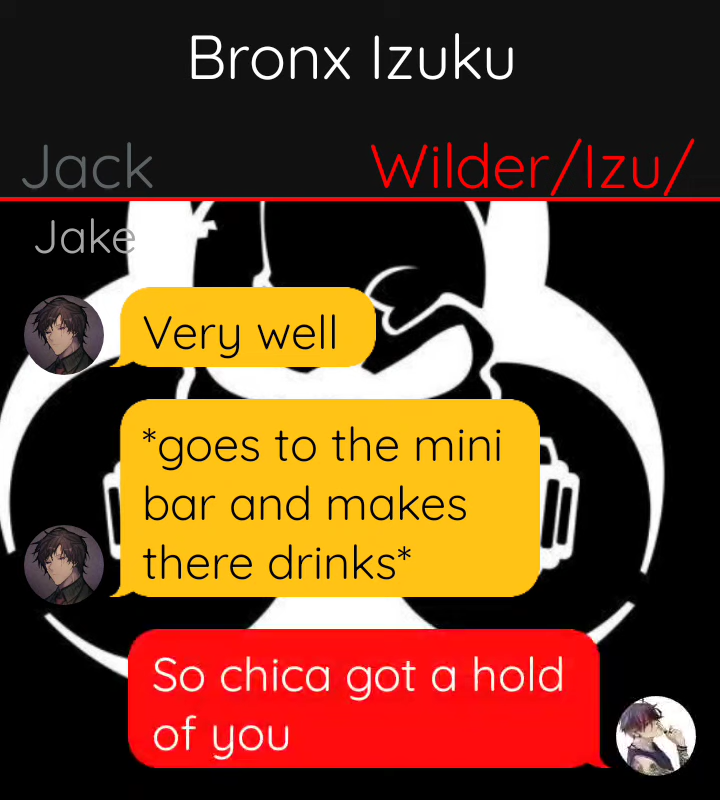 Bronx Izuku
Jack
Wilder/Izu/
Jake
Very well
*goes to the mini
bar and makes
there drinks*
So chica got a hold
of you